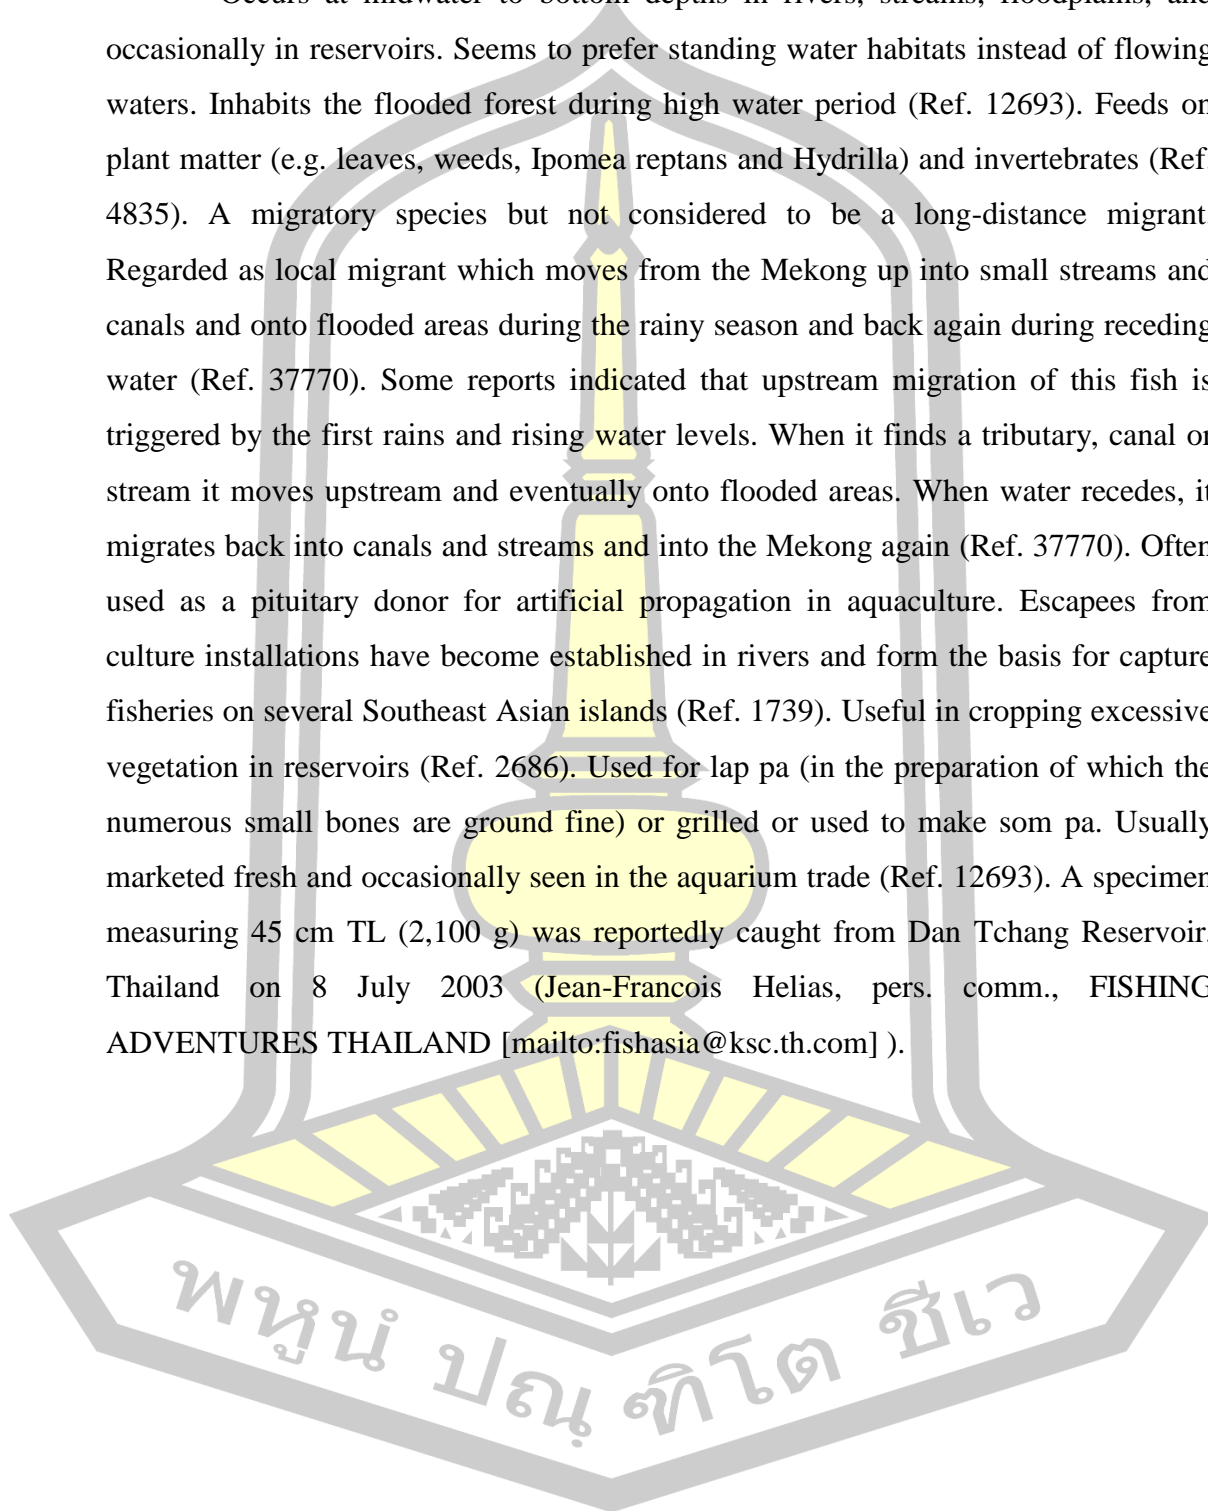 Occurs at midwater to bottom depths in rivers, streams, floodplains, and
occasionally in reservoirs. Seems to prefer standing water habitats instead of flowing
waters. Inhabits the flooded forest during high water period (Ref. 12693). Feeds on
plant matter (e.g. leaves, weeds, Ipomea reptans and Hydrilla) and invertebrates (Ref.
4835). A migratory species but not considered to be a long-distance migrant.
Regarded as local migrant which moves from the Mekong up into small streams and
canals and onto flooded areas during the rainy season and back again during receding
water (Ref. 37770). Some reports indicated that upstream migration of this fish is
triggered by the first rains and rising water levels. When it finds a tributary, canal or
stream it moves upstream and eventually onto flooded areas. When water recedes, it
migrates back into canals and streams and into the Mekong again (Ref. 37770). Often
used as a pituitary donor for artificial propagation in aquaculture. Escapees from
culture installations have become established in rivers and form the basis for capture
fisheries on several Southeast Asian islands (Ref. 1739). Useful in cropping excessive
vegetation in reservoirs (Ref. 2686). Used for lap pa (in the preparation of which the
numerous small bones are ground fine) or grilled or used to make som pa. Usually
marketed fresh and occasionally seen in the aquarium trade (Ref. 12693). A specimen
measuring 45 cm TL (2,100 g) was reportedly caught from Dan Tchang Reservoir,
Thailand on 8 July 2003 (Jean-Francois Helias, pers. comm., FISHING
ADVENTURES THAILAND [mailto:fishasia@ksc.th.com] ).
พหูนํ ปณฺฑิโต ชีเว